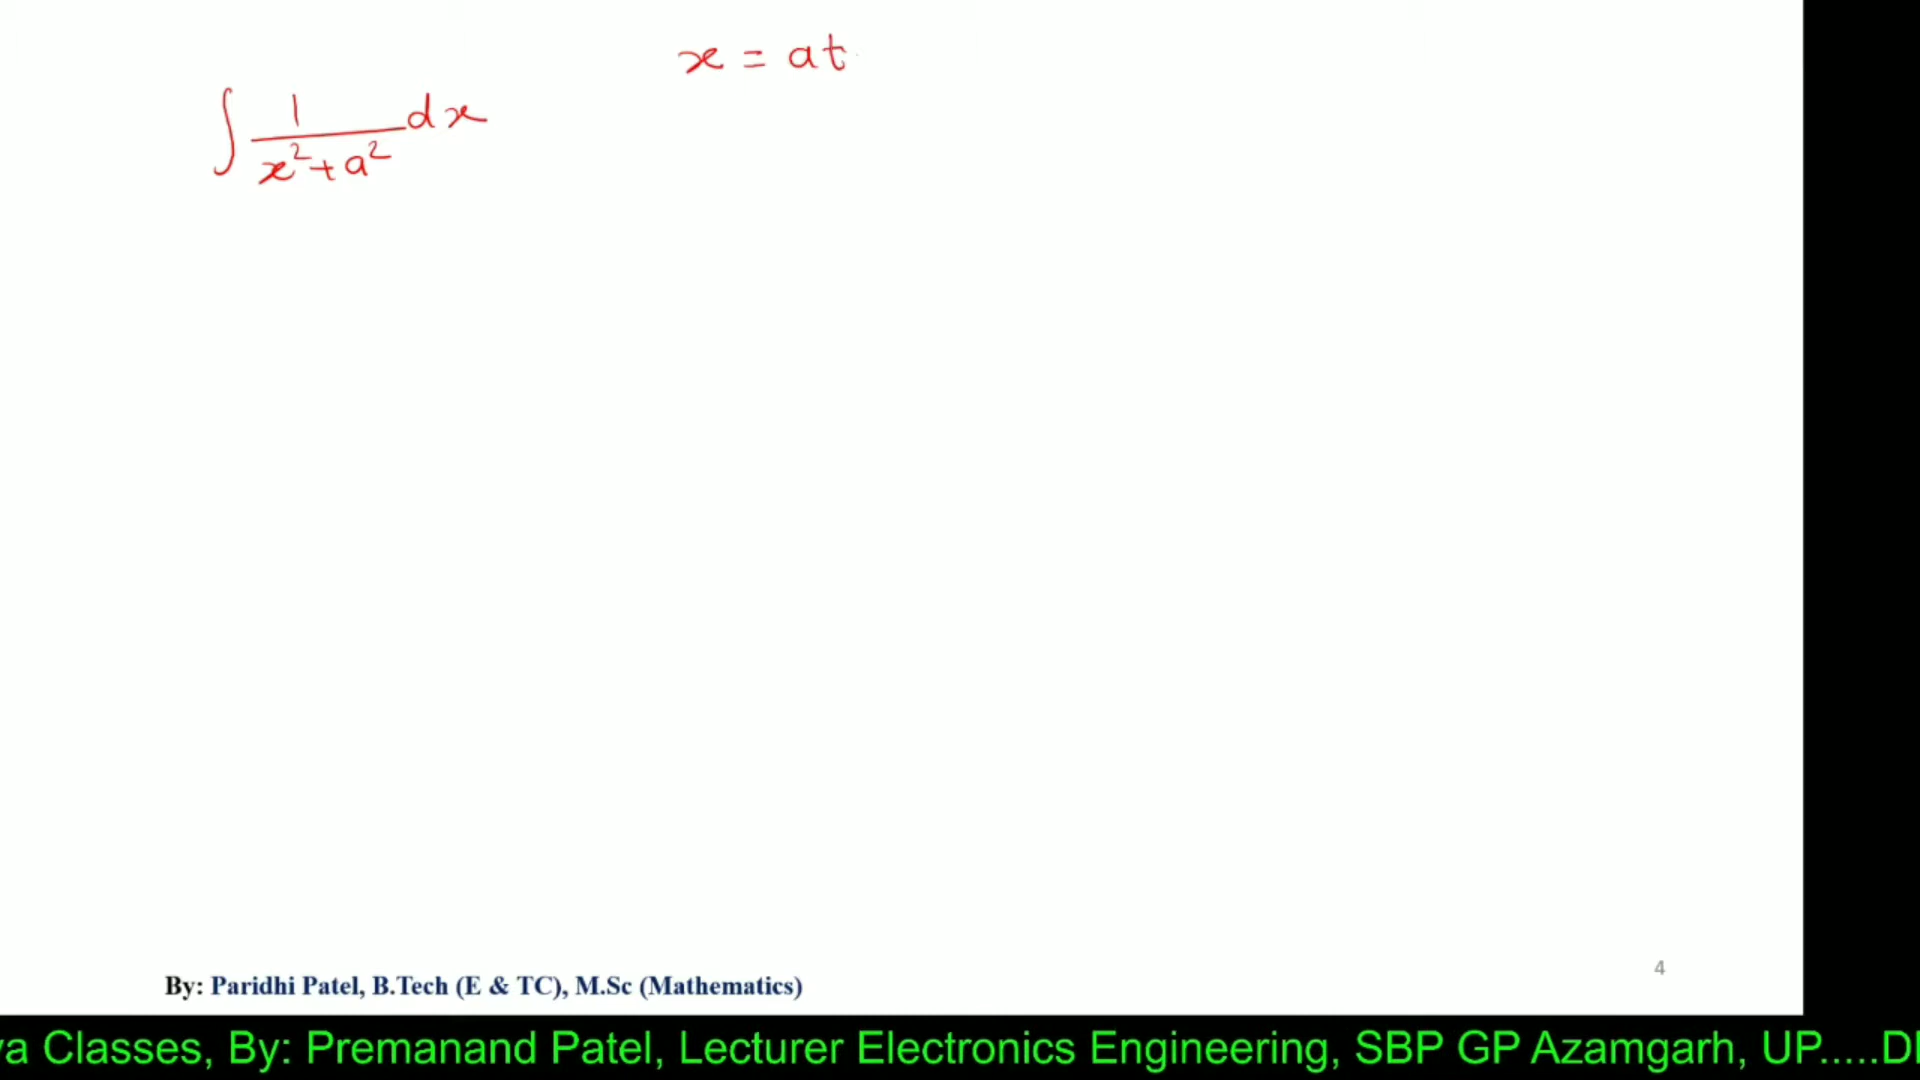 x = at
∫ 1/(x²+a²) dx
4
By: Paridhi Patel, B.Tech (E & TC), M.Sc (Mathematics)
Classes, By: Premanand Patel, Lecturer Electronics Engineering, SBP GP Azamgarh, UP.....